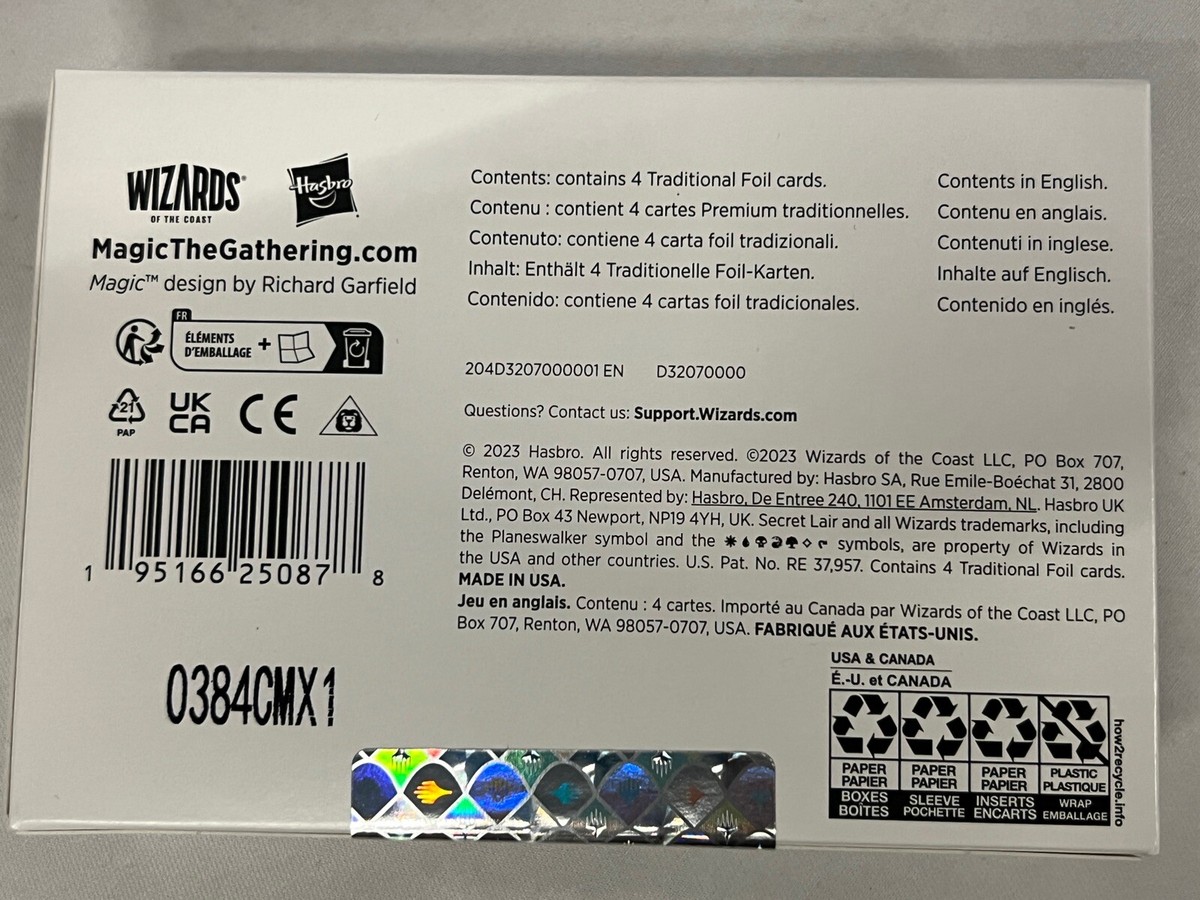 WIZARDS®
OF THE COAST
Hasbro
MagicTheGathering.com
Magic™ design by Richard Garfield
FR
ÉLÉMENTS
D'EMBALLAGE +
21
PAP
UK
CA
CE
1 95166 25087 8
0384CMX1
Contents: contains 4 Traditional Foil cards.
Contenu : contient 4 cartes Premium traditionnelles.
Contenuto: contiene 4 carta foil tradizionali.
Inhalt: Enthält 4 Traditionelle Foil-Karten.
Contenido: contiene 4 cartas foil tradicionales.
Contents in English.
Contenu en anglais.
Contenuti in inglese.
Inhalte auf Englisch.
Contenido en inglés.
204D3207000001 EN D32070000
Questions? Contact us: Support.Wizards.com
© 2023 Hasbro. All rights reserved. ©2023 Wizards of the Coast LLC, PO Box 707,
Renton, WA 98057-0707, USA. Manufactured by: Hasbro SA, Rue Emile-Boéchat 31, 2800
Delémont, CH. Represented by: Hasbro, De Entree 240, 1101 EE Amsterdam, NL. Hasbro UK
Ltd., PO Box 43 Newport, NP19 4YH, UK. Secret Lair and all Wizards trademarks, including
the Planeswalker symbol and the symbols, are property of Wizards in
the USA and other countries. U.S. Pat. No. RE 37,957. Contains 4 Traditional Foil cards.
MADE IN USA.
Jeu en anglais. Contenu : 4 cartes. Importé au Canada par Wizards of the Coast LLC, PO
Box 707, Renton, WA 98057-0707, USA. FABRIQUÉ AUX ÉTATS-UNIS.
USA & CANADA
É.-U. et CANADA
PAPER PAPER PAPER PLASTIC
PAPIER PAPIER PAPIER PLASTIQUE
BOXES SLEEVE INSERTS WRAP
BOÎTES POCHETTE ENCARTS EMBALLAGE
how2recycle.info